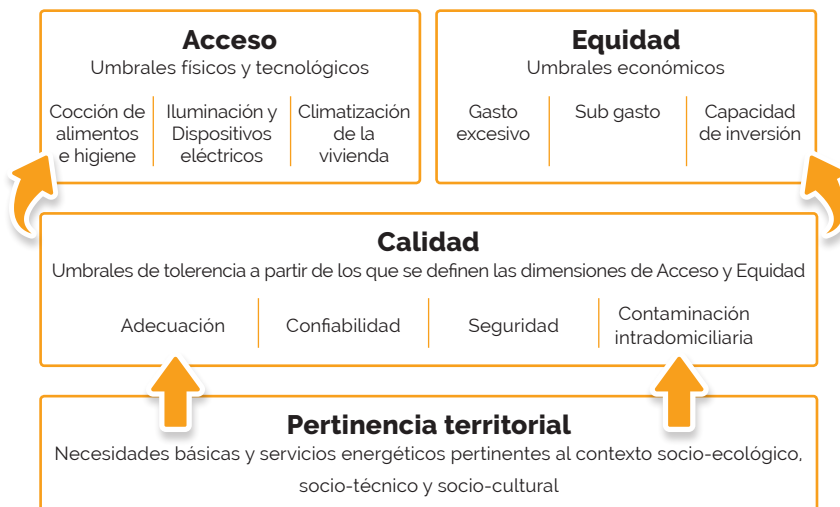 Acceso
Umbrales físicos y tecnológicos
Cocción de
alimentos
e higiene
Iluminación y
Dispositivos
eléctricos
Climatización
de la
vivienda
Equidad
Umbrales económicos
Gasto
excesivo
Sub gasto
Capacidad
de inversión
Calidad
Umbrales de tolerencia a partir de los que se definen las dimensiones de Acceso y Equidad
Adecuación
Confiabilidad
Seguridad
Contaminación
intradomiciliaria
Pertinencia territorial
Necesidades básicas y servicios energéticos pertinentes al contexto socio-ecológico,
socio-técnico y socio-cultural